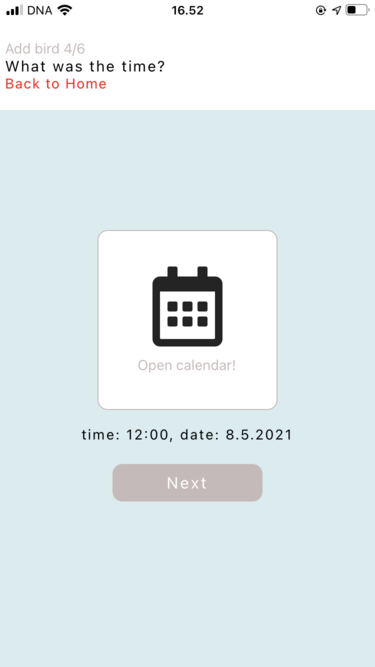 DNA 16.52
Add bird 4/6
What was the time?
Back to Home
Open calendar!
time: 12:00, date: 8.5.2021
Next